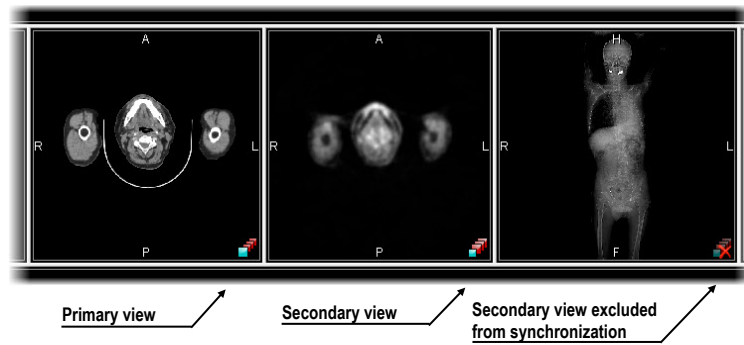 A
A
H
R
L
R
L
R
L
P
P
F
Primary view
Secondary view
Secondary view excluded
from synchronization